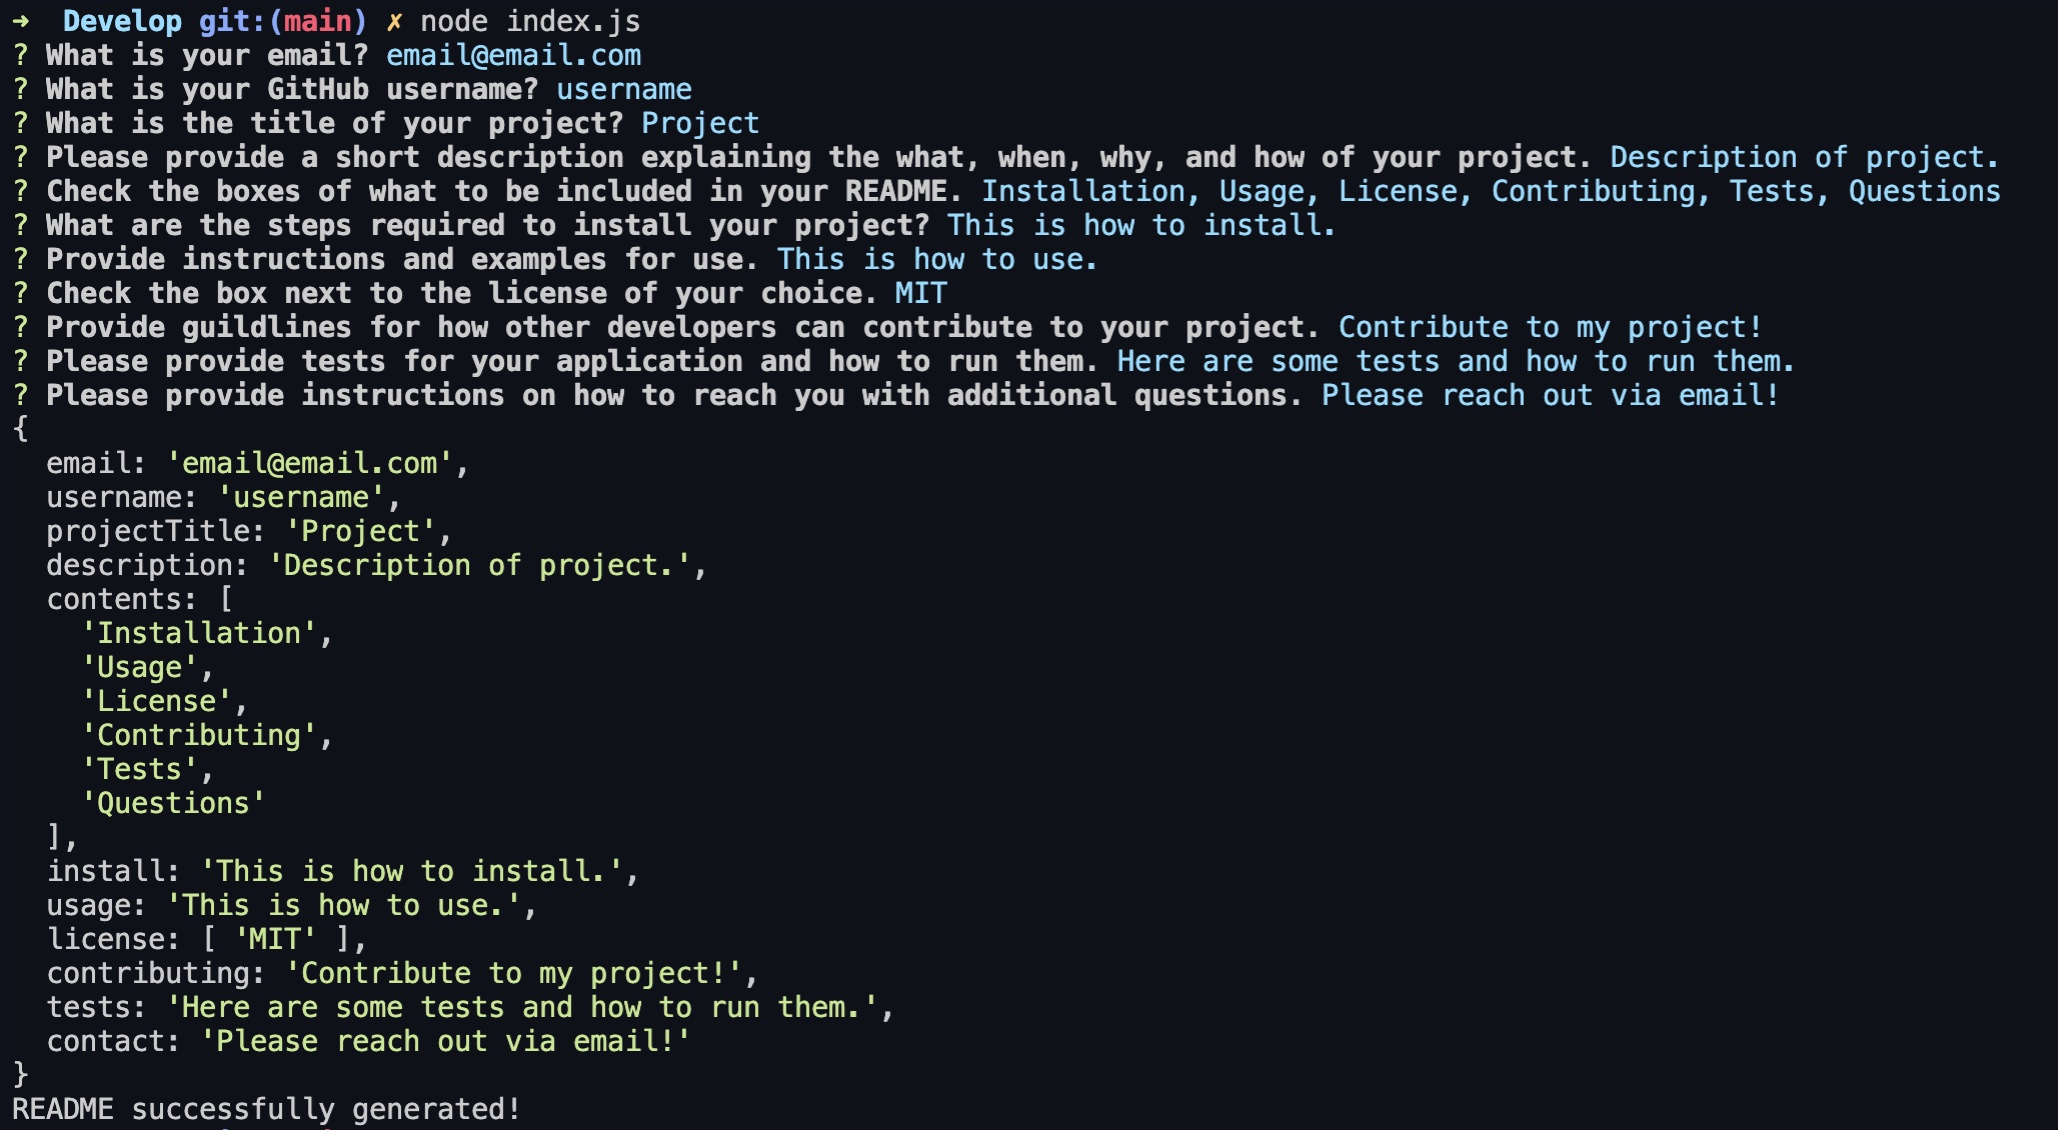 ➜  Develop git:(main) ✗ node index.js
? What is your email? email@email.com
? What is your GitHub username? username
? What is the title of your project? Project
? Please provide a short description explaining the what, when, why, and how of your project. Description of project.
? Check the boxes of what to be included in your README. Installation, Usage, License, Contributing, Tests, Questions
? What are the steps required to install your project? This is how to install.
? Provide instructions and examples for use. This is how to use.
? Check the box next to the license of your choice. MIT
? Provide guildlines for how other developers can contribute to your project. Contribute to my project!
? Please provide tests for your application and how to run them. Here are some tests and how to run them.
? Please provide instructions on how to reach you with additional questions. Please reach out via email!
{
  email: 'email@email.com',
  username: 'username',
  projectTitle: 'Project',
  description: 'Description of project.',
  contents: [
    'Installation',
    'Usage',
    'License',
    'Contributing',
    'Tests',
    'Questions'
  ],
  install: 'This is how to install.',
  usage: 'This is how to use.',
  license: [ 'MIT' ],
  contributing: 'Contribute to my project!',
  tests: 'Here are some tests and how to run them.',
  contact: 'Please reach out via email!'
}
README successfully generated!